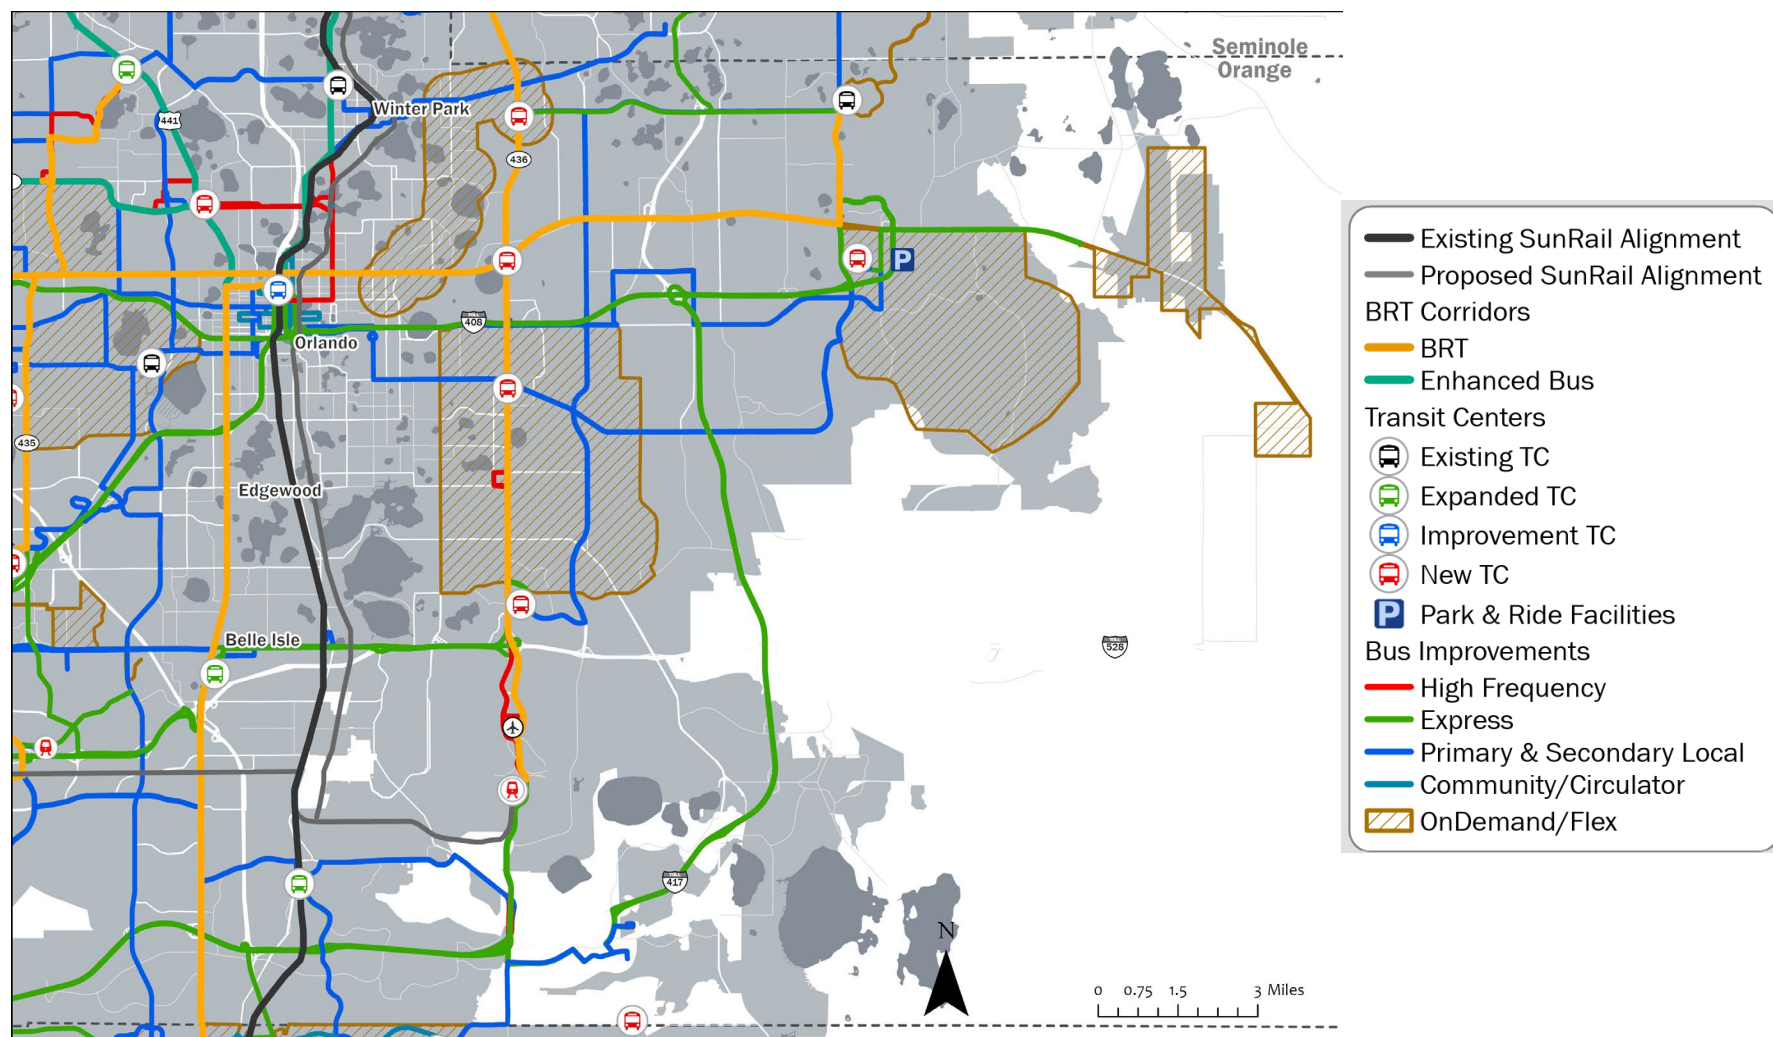 Seminole
Orange
Winter Park
441
436
P
TOLL
408
Orlando
435
Edgewood
Belle Isle
TOLL
528
TOLL
417
N
0 0.75 1.5 3 Miles
Existing SunRail Alignment
Proposed SunRail Alignment
BRT Corridors
BRT
Enhanced Bus
Transit Centers
Existing TC
Expanded TC
Improvement TC
New TC
P Park & Ride Facilities
Bus Improvements
High Frequency
Express
Primary & Secondary Local
Community/Circulator
OnDemand/Flex